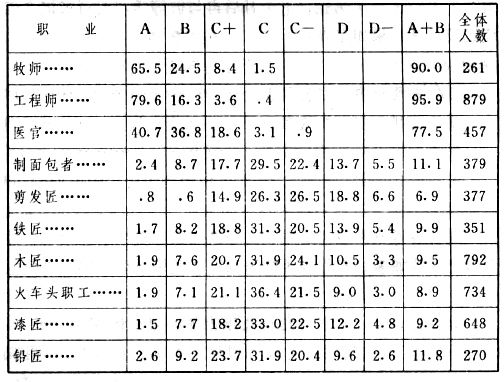 职 业 A B C+ C C- D D- A+B 全体人数
牧师…… 65.5 24.5 8.4 1.5 90.0 261
工程师…… 79.6 16.3 3.6 .4 95.9 879
医官…… 40.7 36.8 18.6 3.1 .9 77.5 457
制面包者…… 2.4 8.7 17.7 29.5 22.4 13.7 5.5 11.1 379
剪发匠…… .8 .6 14.9 26.3 26.5 18.8 6.6 6.9 377
铁匠…… 1.7 8.2 18.8 31.3 20.5 13.9 5.4 9.9 351
木匠…… 1.9 7.6 20.7 31.9 24.1 10.5 3.3 9.5 792
火车头职工…… 1.9 7.1 21.1 36.4 21.5 9.0 3.0 8.9 734
漆匠…… 1.5 7.7 18.2 33.0 22.5 12.2 4.8 9.2 648
铅匠…… 2.6 9.2 23.7 31.9 20.4 9.6 2.6 11.8 270